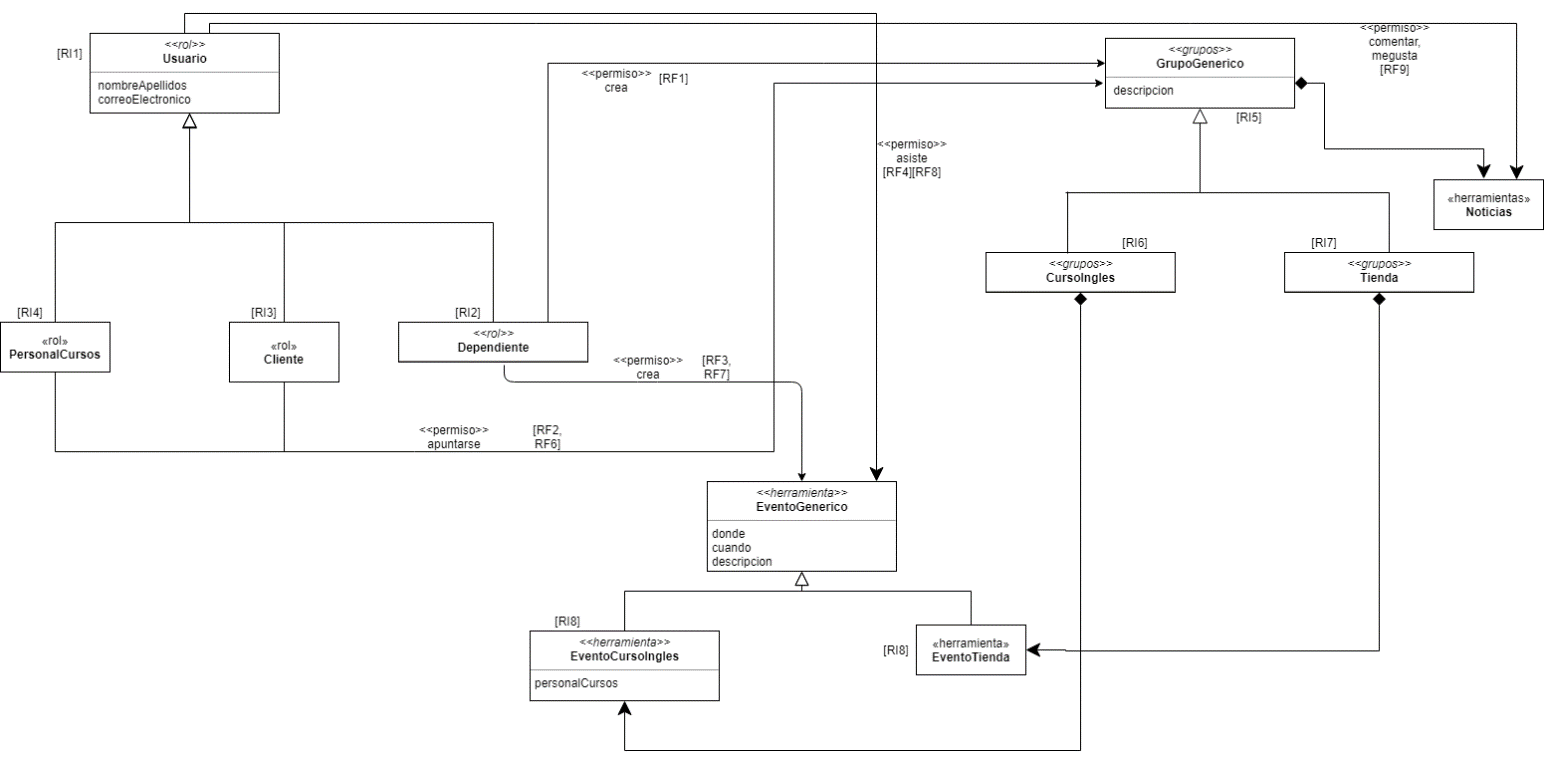 [RI1]
<<rol>>
Usuario
nombreApellidos
correoElectronico
<<permiso>>
crea
[RF1]
<<grupos>>
GrupoGenerico
descripcion
[RI5]
<<permiso>>
comentar,
megusta
[RF9]
<<permiso>>
asiste
[RF4][RF8]
«herramientas»
Noticias
[RI6]
<<grupos>>
CursoIngles
[RI7]
<<grupos>>
Tienda
[RI4]
«rol»
PersonalCursos
[RI3]
«rol»
Cliente
[RI2]
<<rol>>
Dependiente
<<permiso>>
crea
[RF3,
RF7]
<<permiso>>
apuntarse
[RF2,
RF6]
<<herramienta>>
EventoGenerico
donde
cuando
descripcion
[RI8]
<<herramienta>>
EventoCursoIngles
personalCursos
[RI8]
«herramienta»
EventoTienda